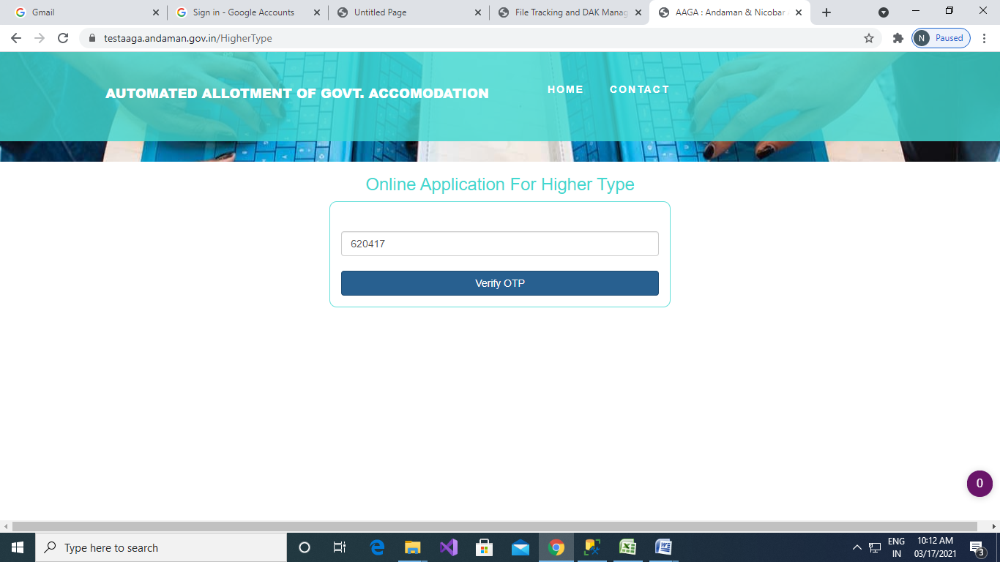 Gmail
Sign in - Google Accounts
Untitled Page
File Tracking and DAK Manag
AAGA : Andaman & Nicobar
testaaga.andaman.gov.in/HigherType
N
Paused
AUTOMATED ALLOTMENT OF GOVT. ACCOMODATION
HOME
CONTACT
Online Application For Higher Type
620417
Verify OTP
0
Type here to search
ENG
IN
10:12 AM
03/17/2021
3